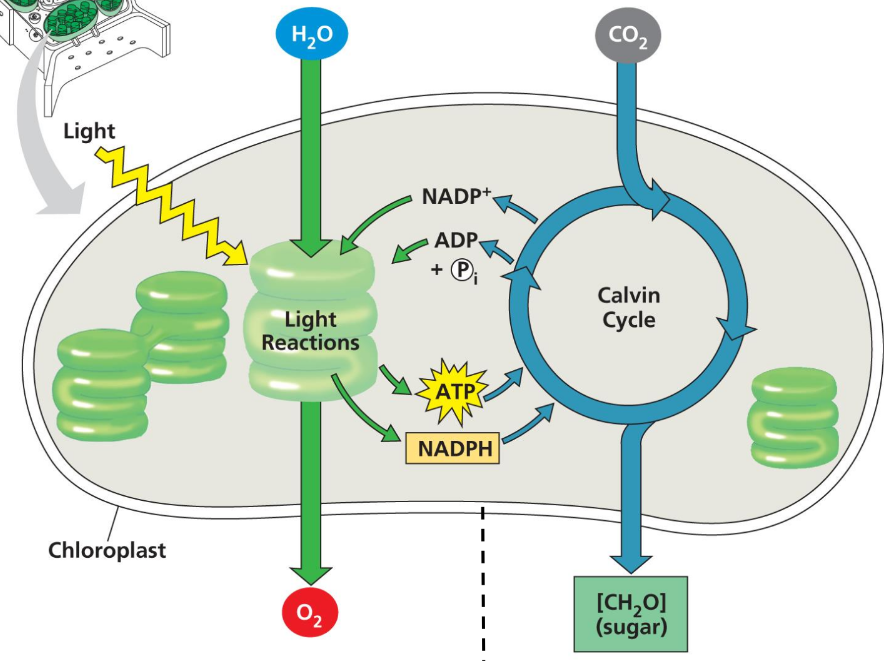 H₂O
CO₂
Light
NADP⁺
ADP
+ Pᵢ
Calvin
Cycle
Light
Reactions
ATP
NADPH
Chloroplast
O₂
[CH₂O]
(sugar)